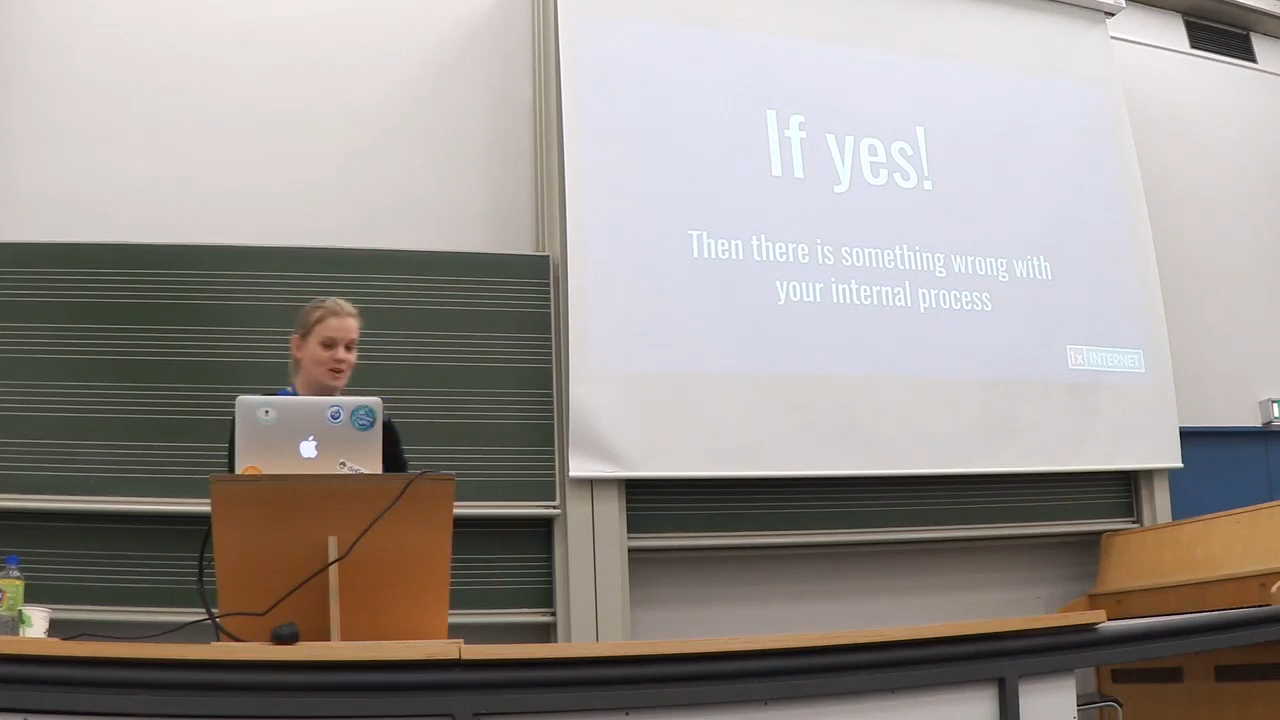 If yes!
Then there is something wrong with
your internal process
1x INTERNET